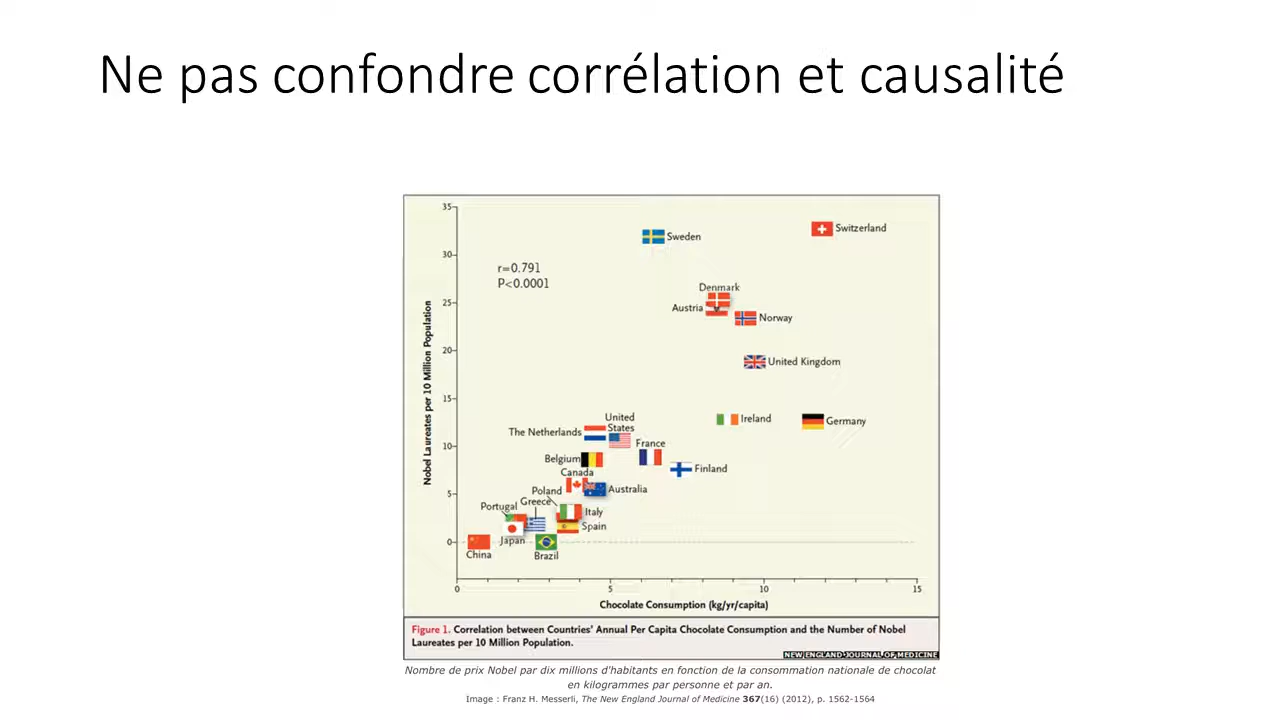 Ne pas confondre corrélation et causalité
35
Switzerland
Sweden
30
r=0.791
P<0.0001
Denmark
25
Austria
Norway
Nobel Laureates per 10 Million Population
20
United Kingdom
15
United
States
Ireland
Germany
The Netherlands
10
France
Belgium
Finland
Canada
Poland
Australia
5
Greece
Portugal
Italy
Spain
0
Japan
China
Brazil
0
5
10
15
Chocolate Consumption (kg/yr/capita)
Figure 1. Correlation between Countries' Annual Per Capita Chocolate Consumption and the Number of Nobel
Laureates per 10 Million Population.
NEW ENGLAND JOURNAL OF MEDICINE
Nombre de prix Nobel par dix millions d'habitants en fonction de la consommation nationale de chocolat
en kilogrammes par personne et par an.
Image : Franz H. Messerli, The New England Journal of Medicine 367(16) (2012), p. 1562-1564